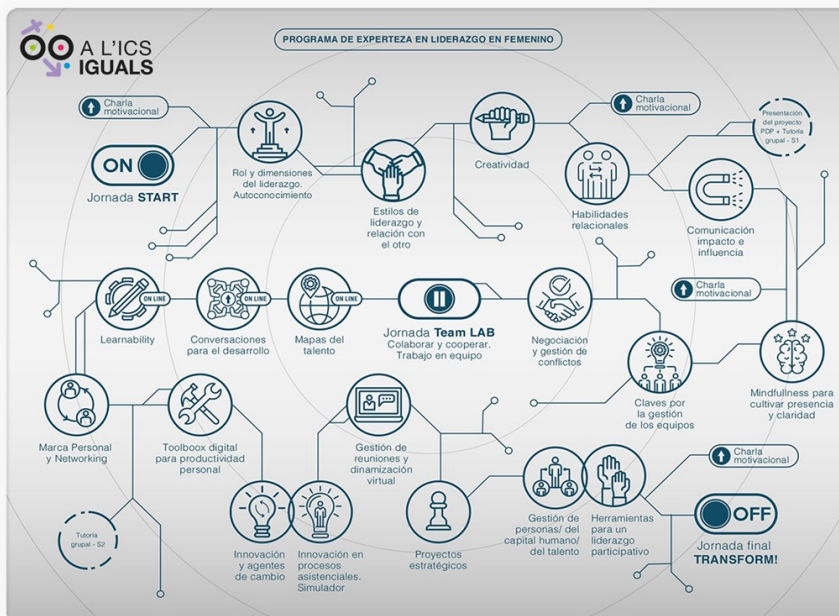 A L'ICS
IGUALS
PROGRAMA DE EXPERTEZA EN LIDERAZGO EN FEMENINO
Charla
motivacional
ON
Jornada START
Rol y dimensiones
del liderazgo.
Autoconocimiento
Estilos de
liderazgo y
relación con
el otro
Creatividad
Charla
motivacional
Habilidades
relacionales
Presentación
del proyecto
PDP + Tutoría
grupal - S1
Comunicación
impacto e
influencia
Charla
motivacional
Mindfullness para
cultivar presencia
y claridad
Claves por
la gestión
de los equipos
Negociación
y gestión de
conflictos
Jornada Team LAB
Colaborar y cooperar.
Trabajo en equipo
ON LINE
Mapas del
talento
ON LINE
Conversaciones
para el desarrollo
ON LINE
Learnability
Marca Personal
y Networking
Tutoría
grupal - S2
Toolboox digital
para productividad
personal
Innovación
y agentes
de cambio
Innovación en
procesos
asistenciales.
Simulador
Gestión de
reuniones y
dinamización
virtual
Proyectos
estratégicos
Gestión de
personas/ del
capital humano/
del talento
Herramientas
para un
liderazgo
participativo
Charla
motivacional
OFF
Jornada final
TRANSFORM!